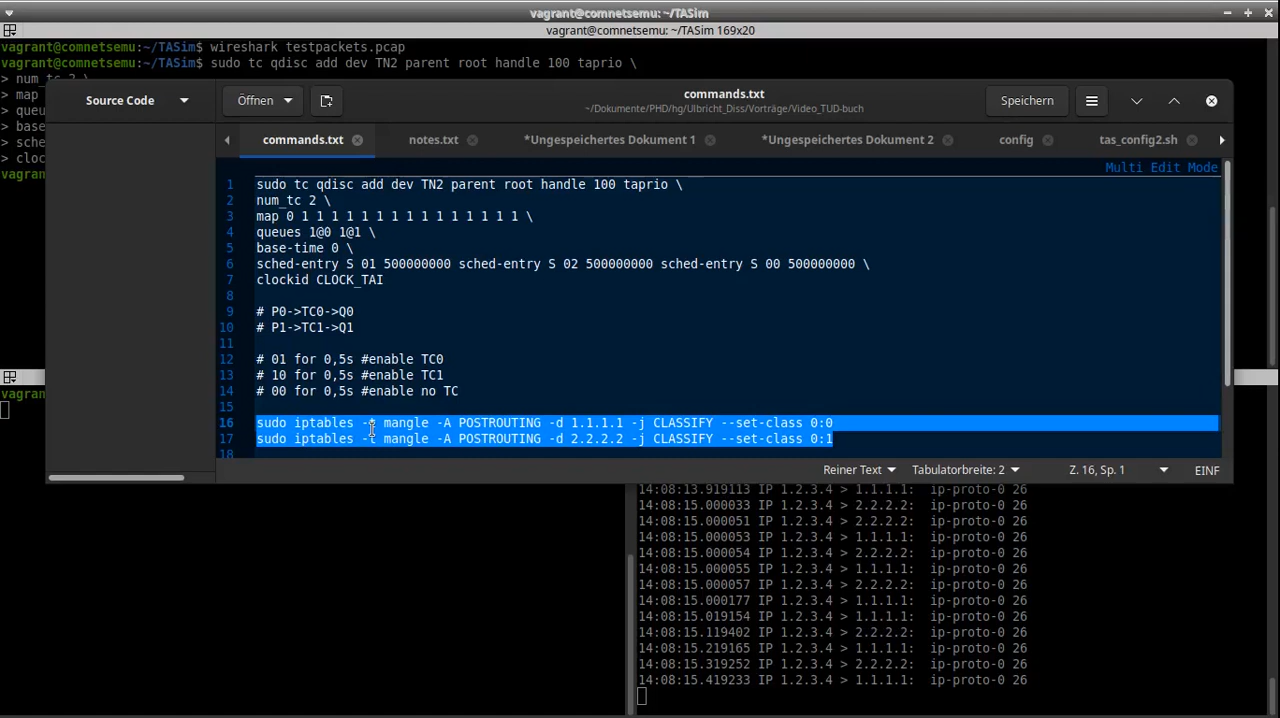 vagrant@comnetsemu: ~/TASim
vagrant@comnetsemu: ~/TASim 169x20
vagrant@comnetsemu:~/TASim$ wireshark testpackets.pcap
vagrant@comnetsemu:~/TASim$ sudo tc qdisc add dev TN2 parent root handle 100 taprio \
> num_tc 2 \
> map
> queu
> base
> sche
> cloc
vagran
Source Code
Öffnen
commands.txt
~/Dokumente/PHD/hg/Ulbricht_Diss/Vorträge/Video_TUD-buch
Speichern
commands.txt
notes.txt
*Ungespeichertes Dokument 1
*Ungespeichertes Dokument 2
config
tas_config2.sh
Multi Edit Mode
1 sudo tc qdisc add dev TN2 parent root handle 100 taprio \
2 num_tc 2 \
3 map 0 1 1 1 1 1 1 1 1 1 1 1 1 1 1 1 \
4 queues 1@0 1@1 \
5 base-time 0 \
6 sched-entry S 01 500000000 sched-entry S 02 500000000 sched-entry S 00 500000000 \
7 clockid CLOCK_TAI
8
9 # P0->TC0->Q0
10 # P1->TC1->Q1
11
12 # 01 for 0,5s #enable TC0
13 # 10 for 0,5s #enable TC1
14 # 00 for 0,5s #enable no TC
15
16 sudo iptables -t mangle -A POSTROUTING -d 1.1.1.1 -j CLASSIFY --set-class 0:0
17 sudo iptables -t mangle -A POSTROUTING -d 2.2.2.2 -j CLASSIFY --set-class 0:1
18
vagran
Reiner Text
Tabulatorbreite: 2
Z. 16, Sp. 1
EINF
14:08:13.919113 IP 1.2.3.4 > 1.1.1.1:  ip-proto-0 26
14:08:15.000033 IP 1.2.3.4 > 2.2.2.2:  ip-proto-0 26
14:08:15.000051 IP 1.2.3.4 > 2.2.2.2:  ip-proto-0 26
14:08:15.000053 IP 1.2.3.4 > 1.1.1.1:  ip-proto-0 26
14:08:15.000054 IP 1.2.3.4 > 2.2.2.2:  ip-proto-0 26
14:08:15.000055 IP 1.2.3.4 > 1.1.1.1:  ip-proto-0 26
14:08:15.000057 IP 1.2.3.4 > 2.2.2.2:  ip-proto-0 26
14:08:15.000177 IP 1.2.3.4 > 1.1.1.1:  ip-proto-0 26
14:08:15.019154 IP 1.2.3.4 > 1.1.1.1:  ip-proto-0 26
14:08:15.119402 IP 1.2.3.4 > 2.2.2.2:  ip-proto-0 26
14:08:15.219165 IP 1.2.3.4 > 1.1.1.1:  ip-proto-0 26
14:08:15.319252 IP 1.2.3.4 > 2.2.2.2:  ip-proto-0 26
14:08:15.419233 IP 1.2.3.4 > 1.1.1.1:  ip-proto-0 26